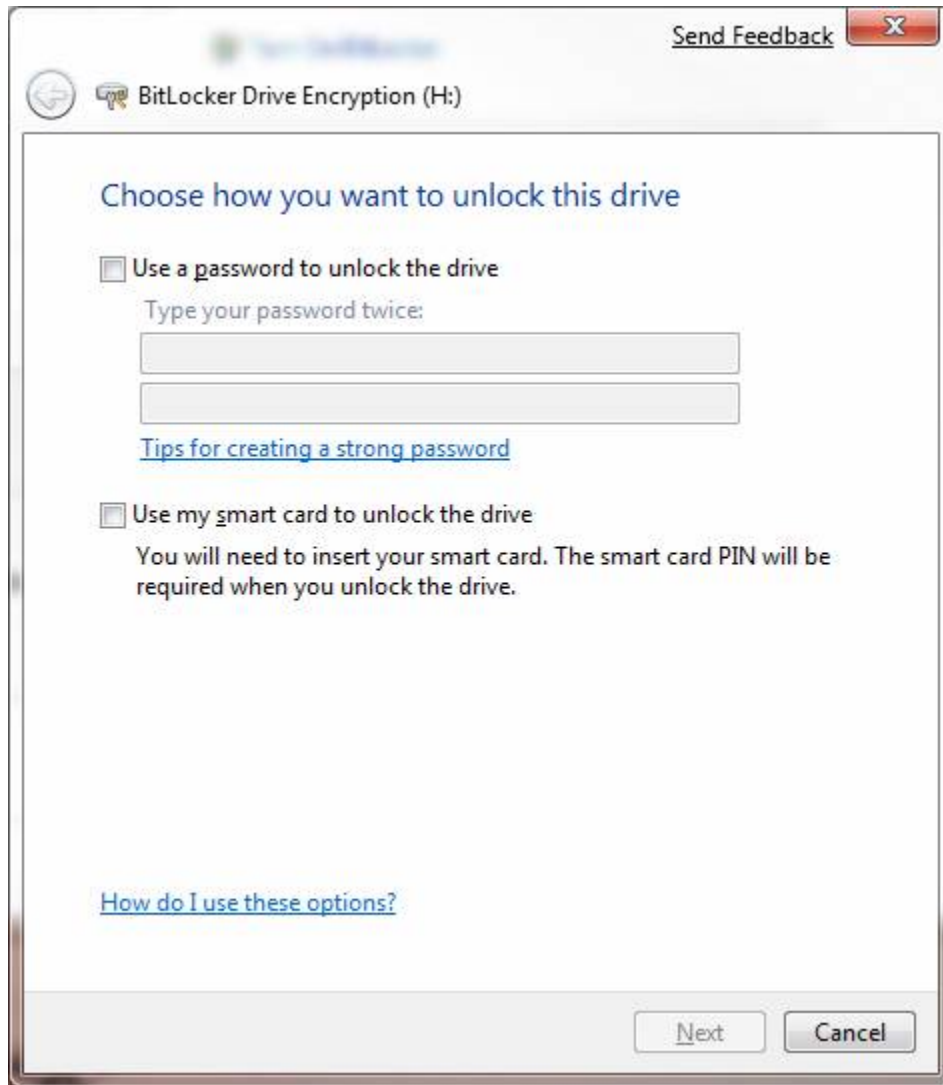 Send Feedback
BitLocker Drive Encryption (H:)
Choose how you want to unlock this drive
Use a password to unlock the drive
Type your password twice:
Tips for creating a strong password
Use my smart card to unlock the drive
You will need to insert your smart card. The smart card PIN will be
required when you unlock the drive.
How do I use these options?
Next
Cancel